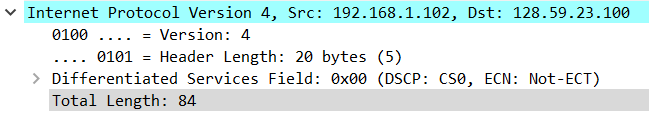 Internet Protocol Version 4, Src: 192.168.1.102, Dst: 128.59.23.100
0100 .... = Version: 4
.... 0101 = Header Length: 20 bytes (5)
Differentiated Services Field: 0x00 (DSCP: CS0, ECN: Not-ECT)
Total Length: 84